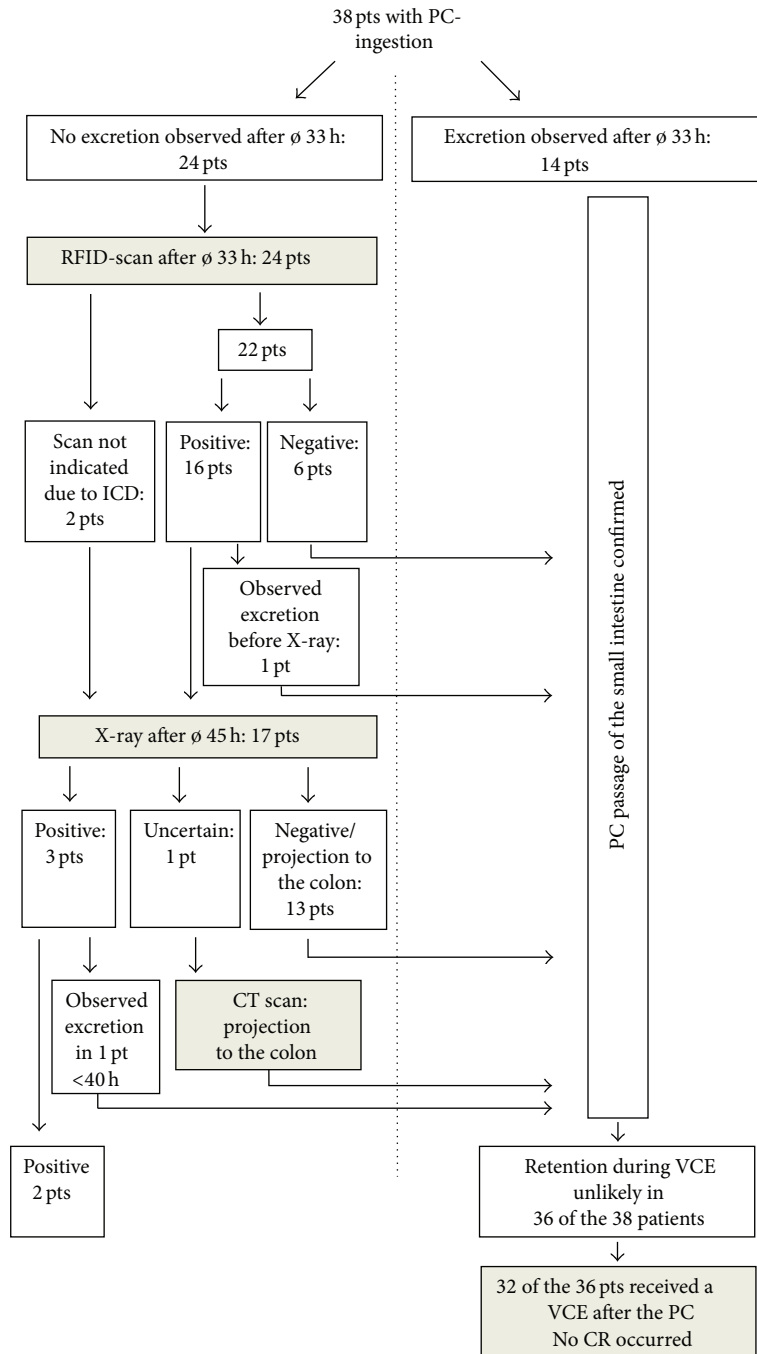 38 pts with PC-
ingestion
No excretion observed after ø 33 h:
24 pts
Excretion observed after ø 33 h:
14 pts
RFID-scan after ø 33 h: 24 pts
22 pts
Scan not
indicated
due to ICD:
2 pts
Positive:
16 pts
Negative:
6 pts
Observed
excretion
before X-ray:
1 pt
X-ray after ø 45 h: 17 pts
Positive:
3 pts
Uncertain:
1 pt
Negative/
projection to
the colon:
13 pts
Observed
excretion
in 1 pt
<40 h
CT scan:
projection
to the colon
Positive
2 pts
PC passage of the small intestine confirmed
Retention during VCE
unlikely in
36 of the 38 patients
32 of the 36 pts received a
VCE after the PC
No CR occurred